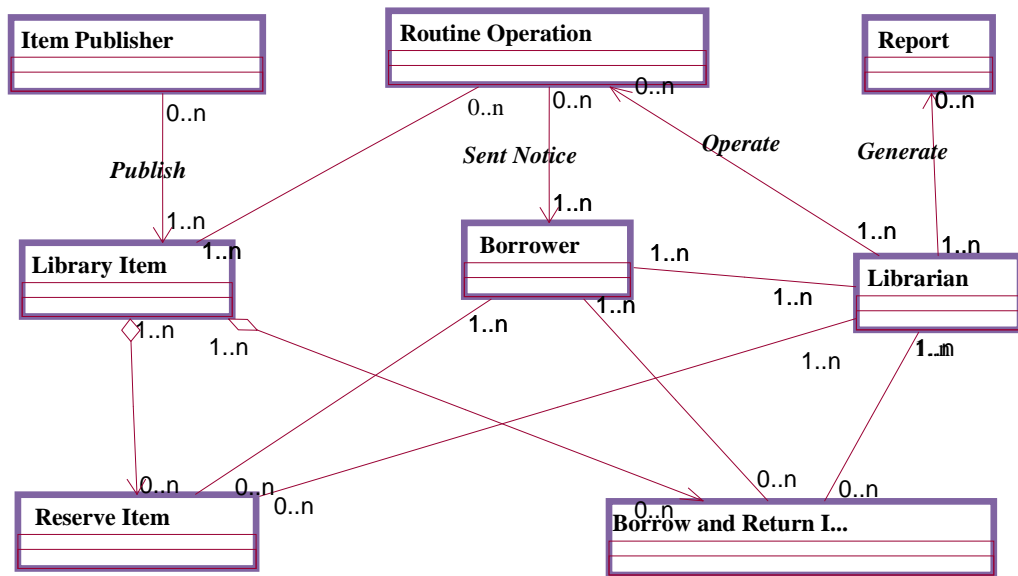 Item Publisher
Routine Operation
Report
0..n
0..n
0..n
0..n
0..n
Publish
Sent Notice
Operate
Generate
1..n
1..n
1..n
1..n
1..n
Library Item
Borrower
Librarian
1..n
1..n
1..n
1..n
1..n
1..n
1..n
1..n
0..n
0..n
0..n
0..n
0..n
0..n
Reserve Item
Borrow and Return I...